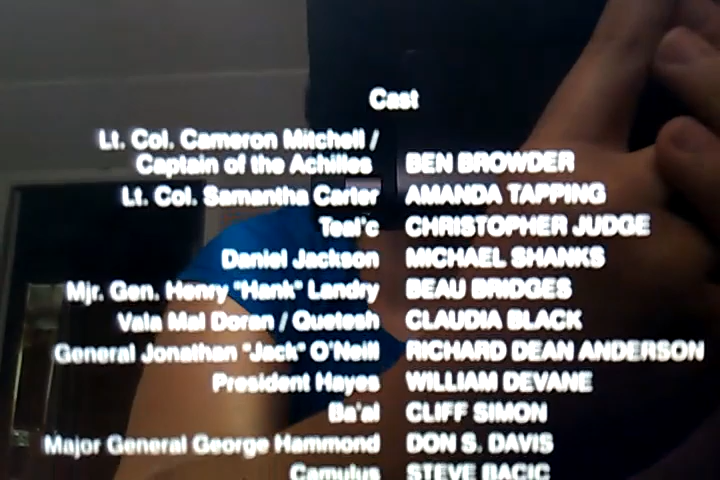 Cast
Lt. Col. Cameron Mitchell /
Captain of the Achilles BEN BROWDER
Lt. Col. Samantha Carter AMANDA TAPPING
Teal'c CHRISTOPHER JUDGE
Daniel Jackson MICHAEL SHANKS
Mjr. Gen. Henry "Hank" Landry BEAU BRIDGES
Vala Mal Doran / Quetesh CLAUDIA BLACK
General Jonathan "Jack" O'Neill RICHARD DEAN ANDERSON
President Hayes WILLIAM DEVANE
Ba'al CLIFF SIMON
Major General George Hammond DON S. DAVIS
Camulus STEVE BACIC